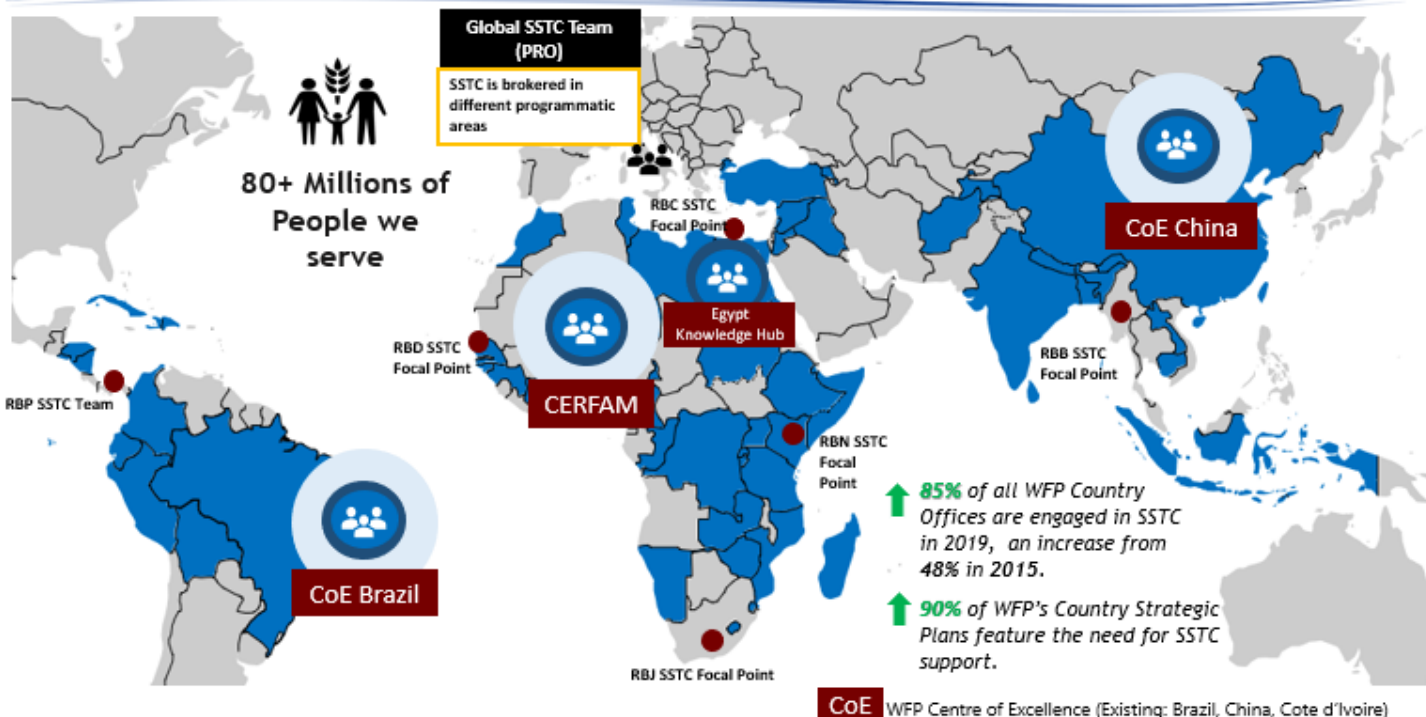 Global SSTC Team
(PRO)
SSTC is brokered in
different programmatic
areas
80+ Millions of
People we
serve
RBC SSTC
Focal Point
CoE China
Egypt
Knowledge Hub
RBD SSTC
Focal Point
CERFAM
RBB SSTC
Focal Point
RBP SSTC Team
RBN SSTC
Focal
Point
CoE Brazil
85% of all WFP Country
Offices are engaged in SSTC
in 2019, an increase from
48% in 2015.
90% of WFP's Country Strategic
Plans feature the need for SSTC
support.
RBJ SSTC Focal Point
CoE WFP Centre of Excellence (Existing: Brazil, China, Cote d'Ivoire)